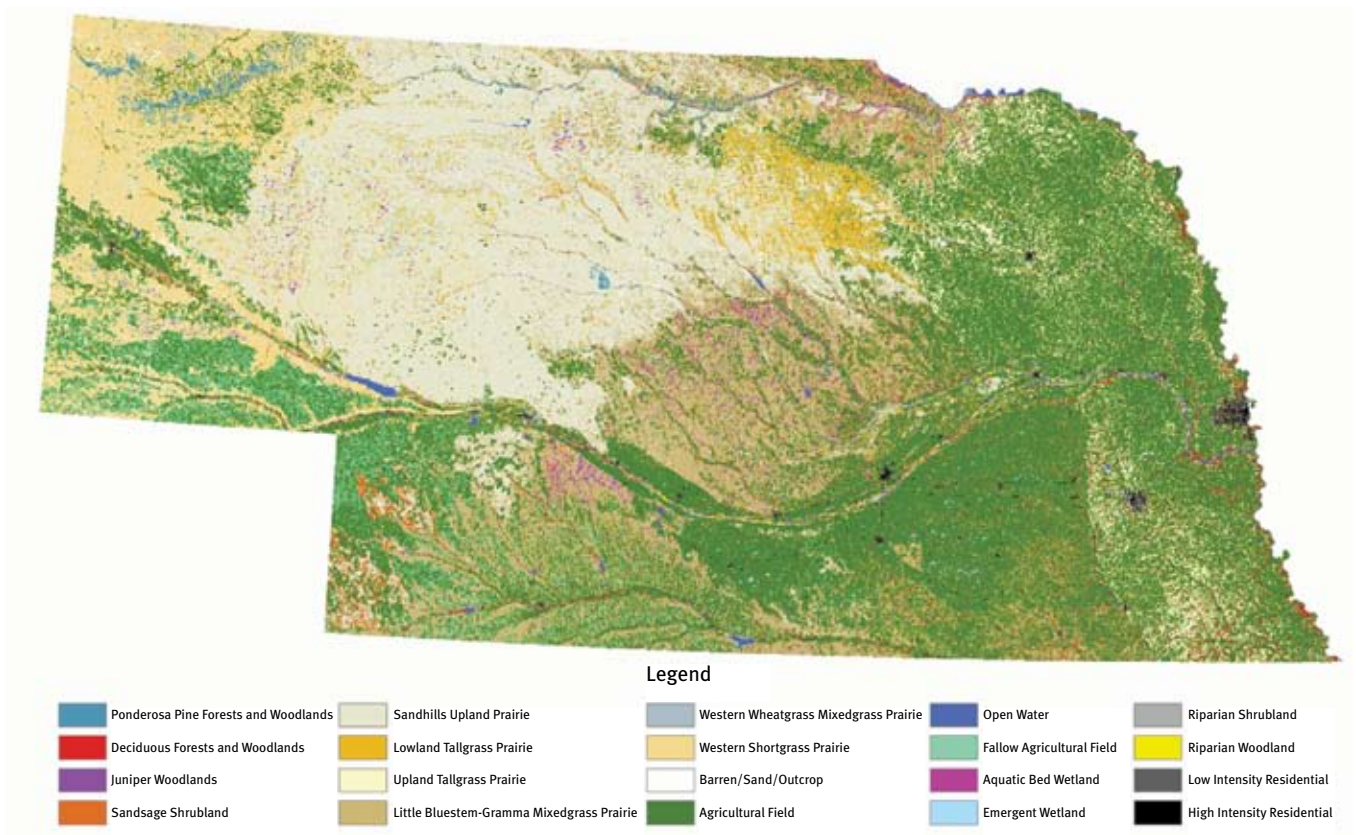 Legend
Ponderosa Pine Forests and Woodlands
Deciduous Forests and Woodlands
Juniper Woodlands
Sandsage Shrubland
Sandhills Upland Prairie
Lowland Tallgrass Prairie
Upland Tallgrass Prairie
Little Bluestem-Gramma Mixedgrass Prairie
Western Wheatgrass Mixedgrass Prairie
Western Shortgrass Prairie
Barren/Sand/Outcrop
Agricultural Field
Open Water
Fallow Agricultural Field
Aquatic Bed Wetland
Emergent Wetland
Riparian Shrubland
Riparian Woodland
Low Intensity Residential
High Intensity Residential